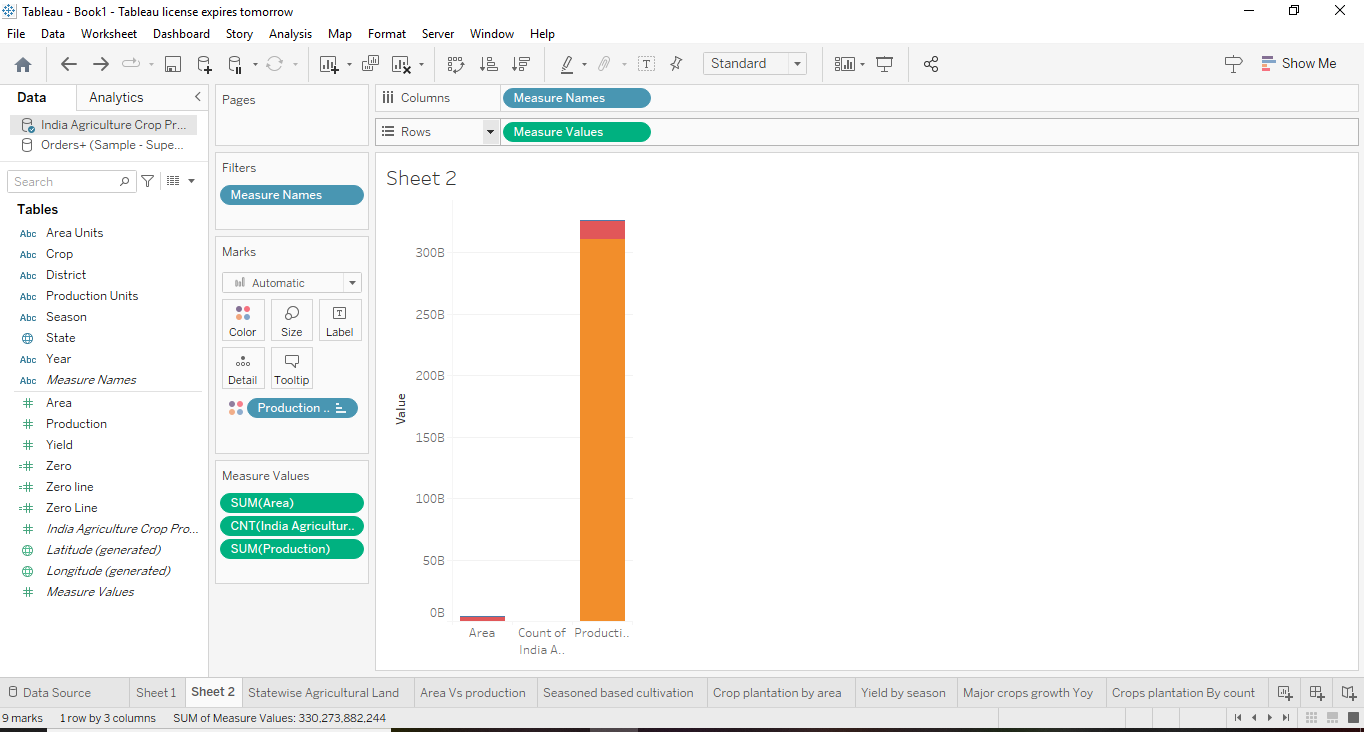 Tableau - Book1 - Tableau license expires tomorrow
File Data Worksheet Dashboard Story Analysis Map Format Server Window Help
Standard
Show Me
Data Analytics
India Agriculture Crop Pr...
Orders+ (Sample - Supe...
Search
Tables
Abc Area Units
Abc Crop
Abc District
Abc Production Units
Abc Season
State
Abc Year
Abc Measure Names
# Area
# Production
# Yield
=# Zero
=# Zero line
=# Zero Line
# India Agriculture Crop Pro...
Latitude (generated)
Longitude (generated)
# Measure Values
Pages
Filters
Measure Names
Marks
Automatic
Color Size Label
Detail Tooltip
Production ..
Measure Values
SUM(Area)
CNT(India Agricultur..
SUM(Production)
Columns Measure Names
Rows Measure Values
Sheet 2
300B
250B
200B
150B
100B
50B
0B
Value
Area
Count of
India A..
Producti..
Data Source Sheet 1 Sheet 2 Statewise Agricultural Land Area Vs production Seasoned based cultivation Crop plantation by area Yield by season Major crops growth Yoy Crops plantation By count
9 marks 1 row by 3 columns SUM of Measure Values: 330,273,882,244